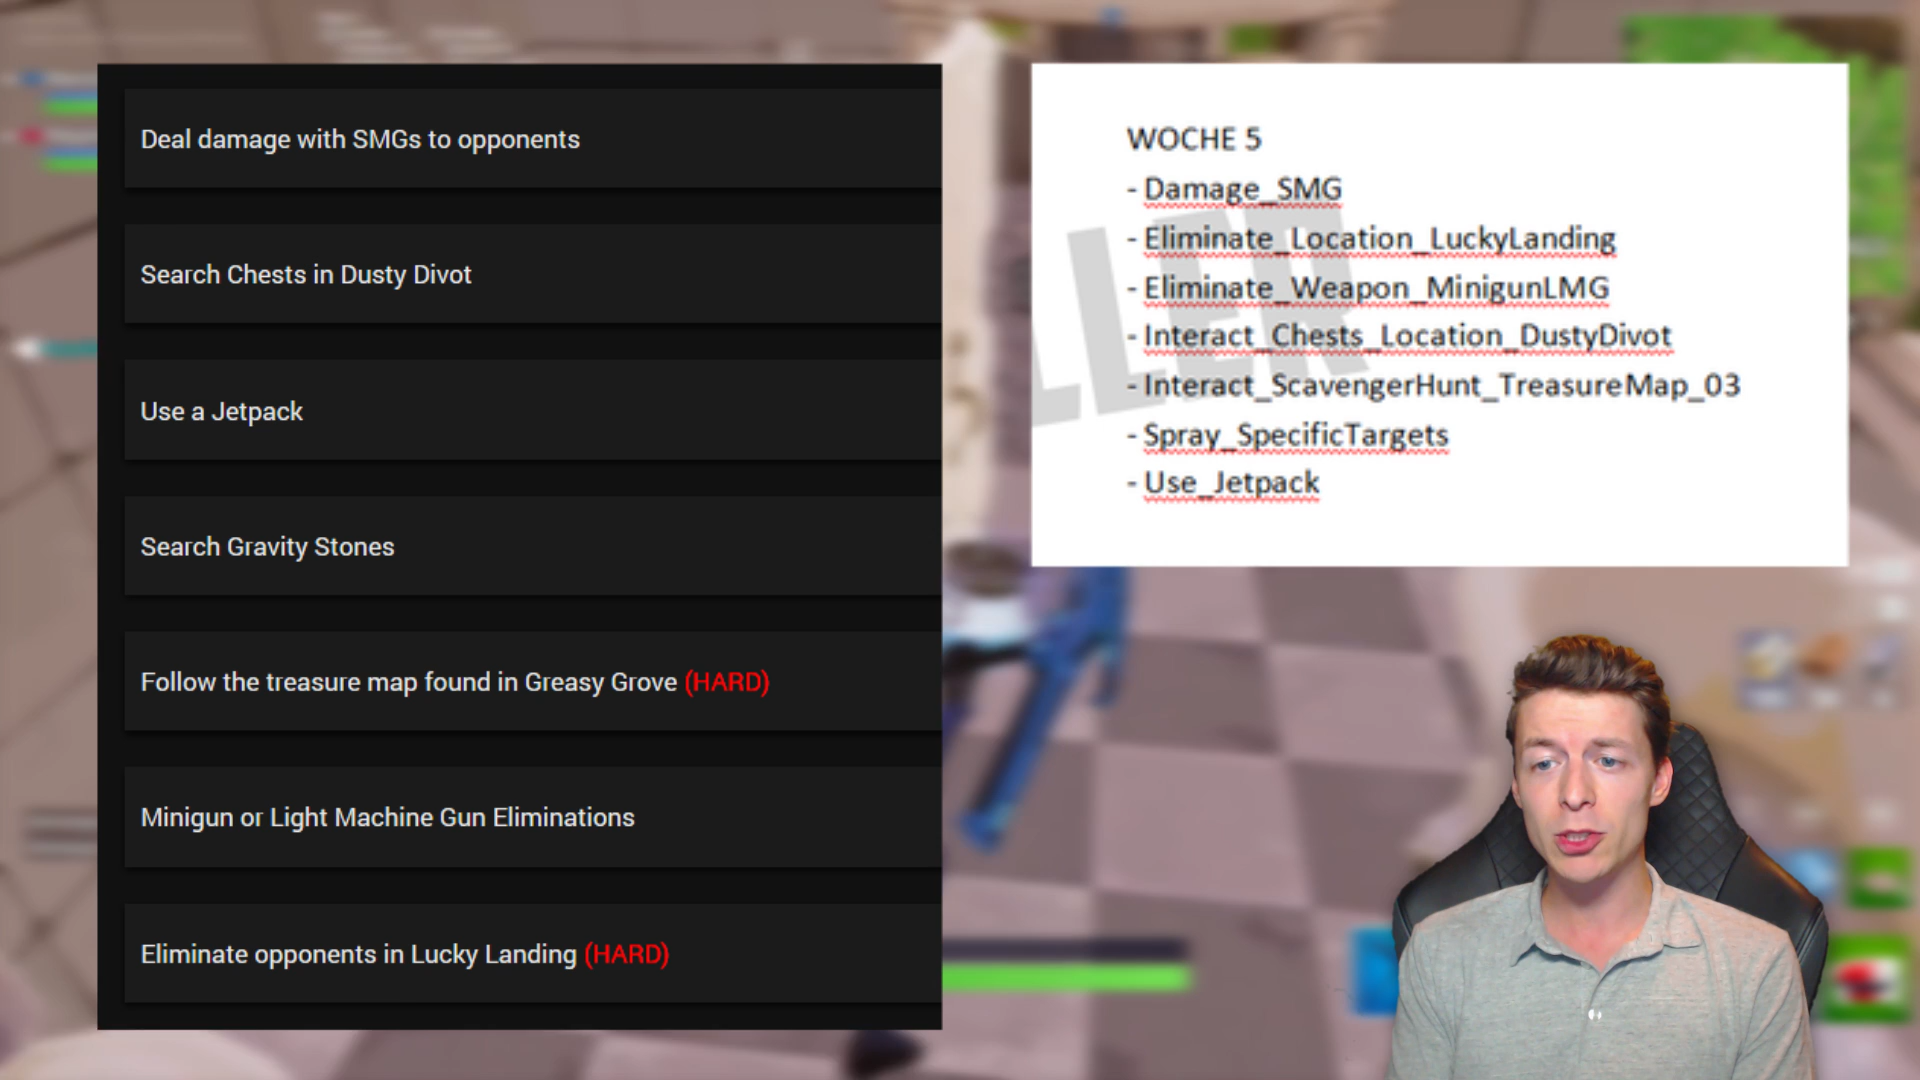 Deal damage with SMGs to opponents
Search Chests in Dusty Divot
Use a Jetpack
Search Gravity Stones
Follow the treasure map found in Greasy Grove (HARD)
Minigun or Light Machine Gun Eliminations
Eliminate opponents in Lucky Landing (HARD)
WOCHE 5
- Damage_SMG
- Eliminate_Location_LuckyLanding
- Eliminate_Weapon_MinigunLMG
- Interact_Chests_Location_DustyDivot
- Interact_ScavengerHunt_TreasureMap_03
- Spray_SpecificTargets
- Use_Jetpack
LLER